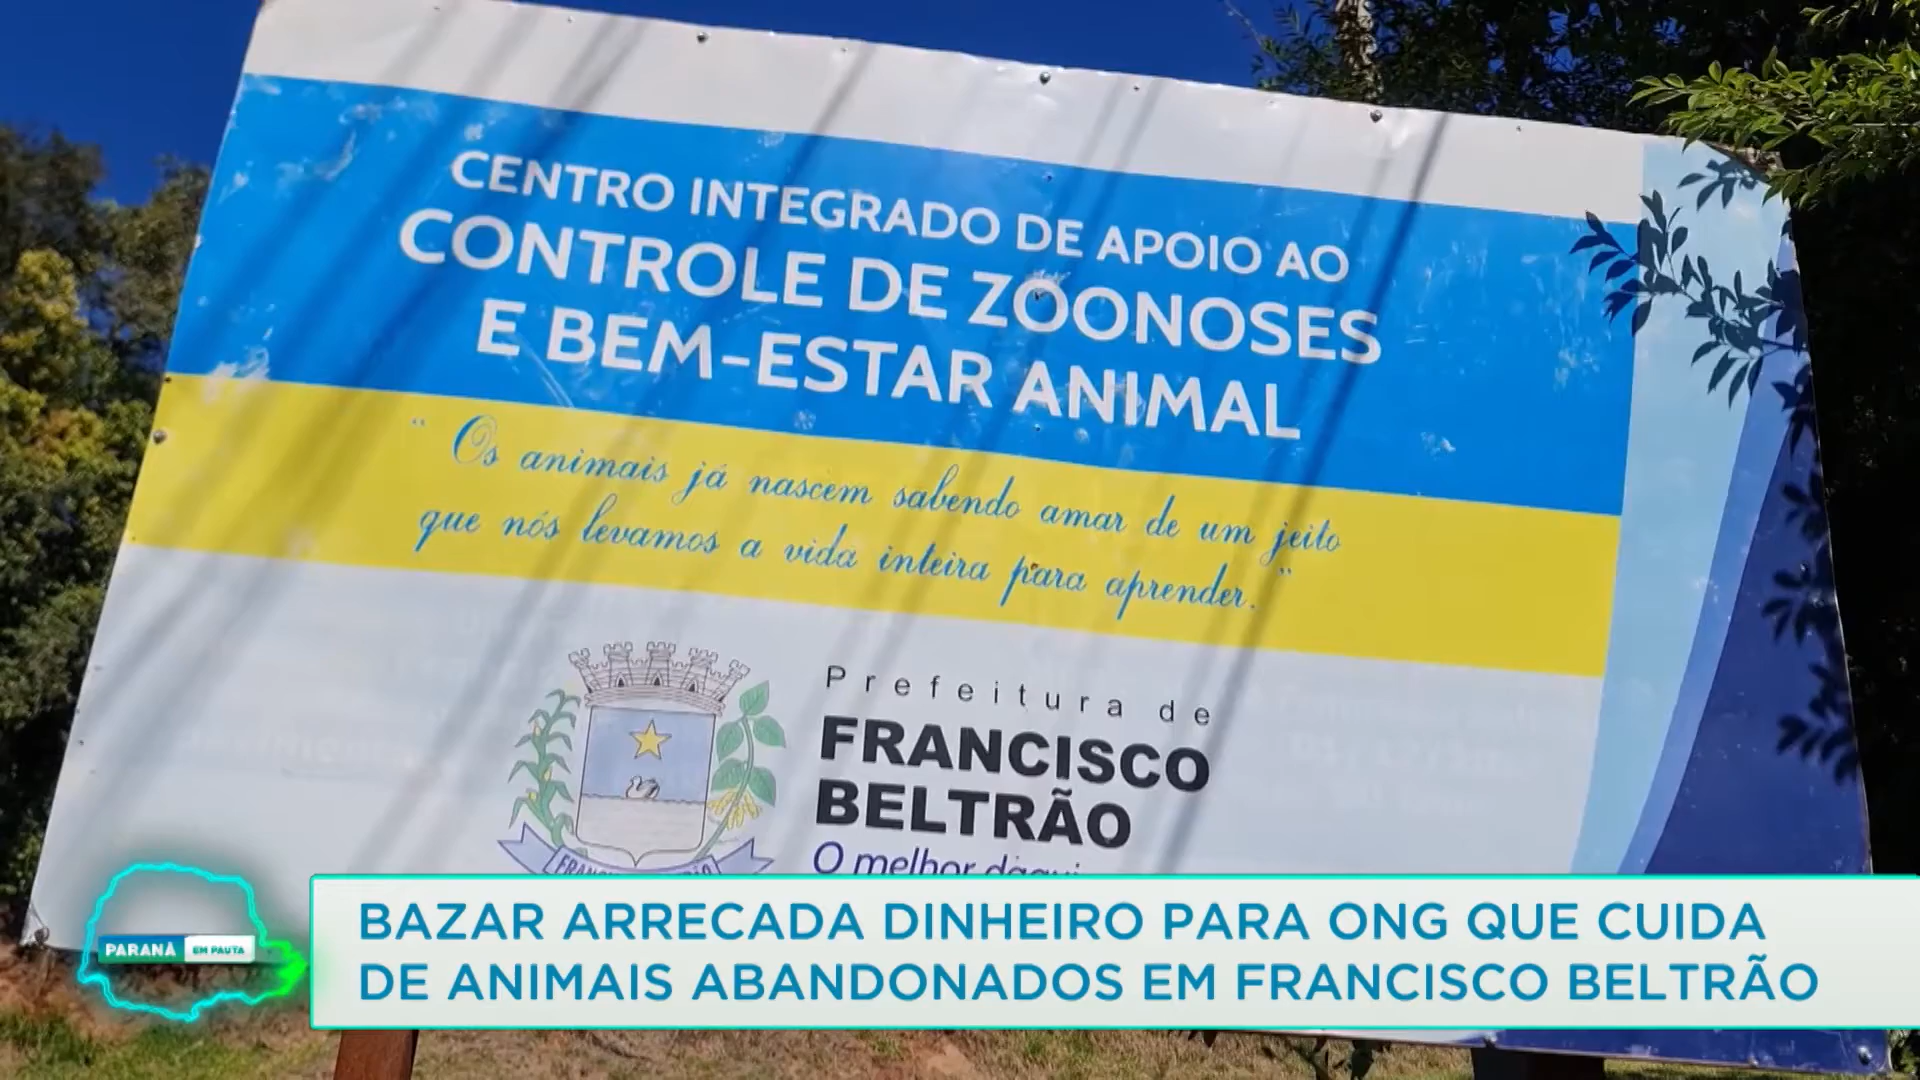 CENTRO INTEGRADO DE APOIO AO
CONTROLE DE ZOONOSES
E BEM-ESTAR ANIMAL
“ Os animais já nascem sabendo amar de um jeito
que nós levamos a vida inteira para aprender.”
Prefeitura de
FRANCISCO
BELTRÃO
O melhor daqui
PARANÁ EM PAUTA
BAZAR ARRECADA DINHEIRO PARA ONG QUE CUIDA
DE ANIMAIS ABANDONADOS EM FRANCISCO BELTRÃO